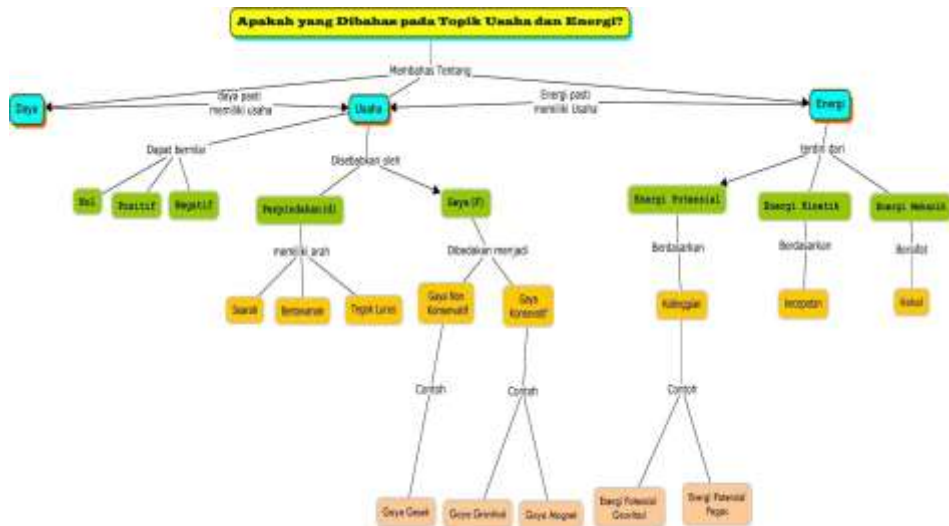 Apakah yang Dibahas pada Topik Usaha dan Energi?
Membahas Tentang
daya pasti
memiliki usaha
Energi pasti
memiliki Usaha
Daya
Usaha
Energi
Dapat bernilai
Disebabkan oleh
terdiri dari
Nol
Positif
Negatif
Perpindahan (d)
Gaya (F)
Energi Potensial
Energi Kinetik
Energi Mekanik
memiliki arah
Dibedakan menjadi
Berdasarkan
Berdasarkan
Bersifat
Searah
Berlawanan
Tegak Lurus
Gaya Non
Konservatif
Gaya
Konservatif
Ketinggian
Kecepatan
Kekal
Contoh
Contoh
Contoh
Gaya Gesek
Gaya Gravitasi
Gaya Magnet
Energi Potensial
Gravitasi
Energi Potensial
Pegas